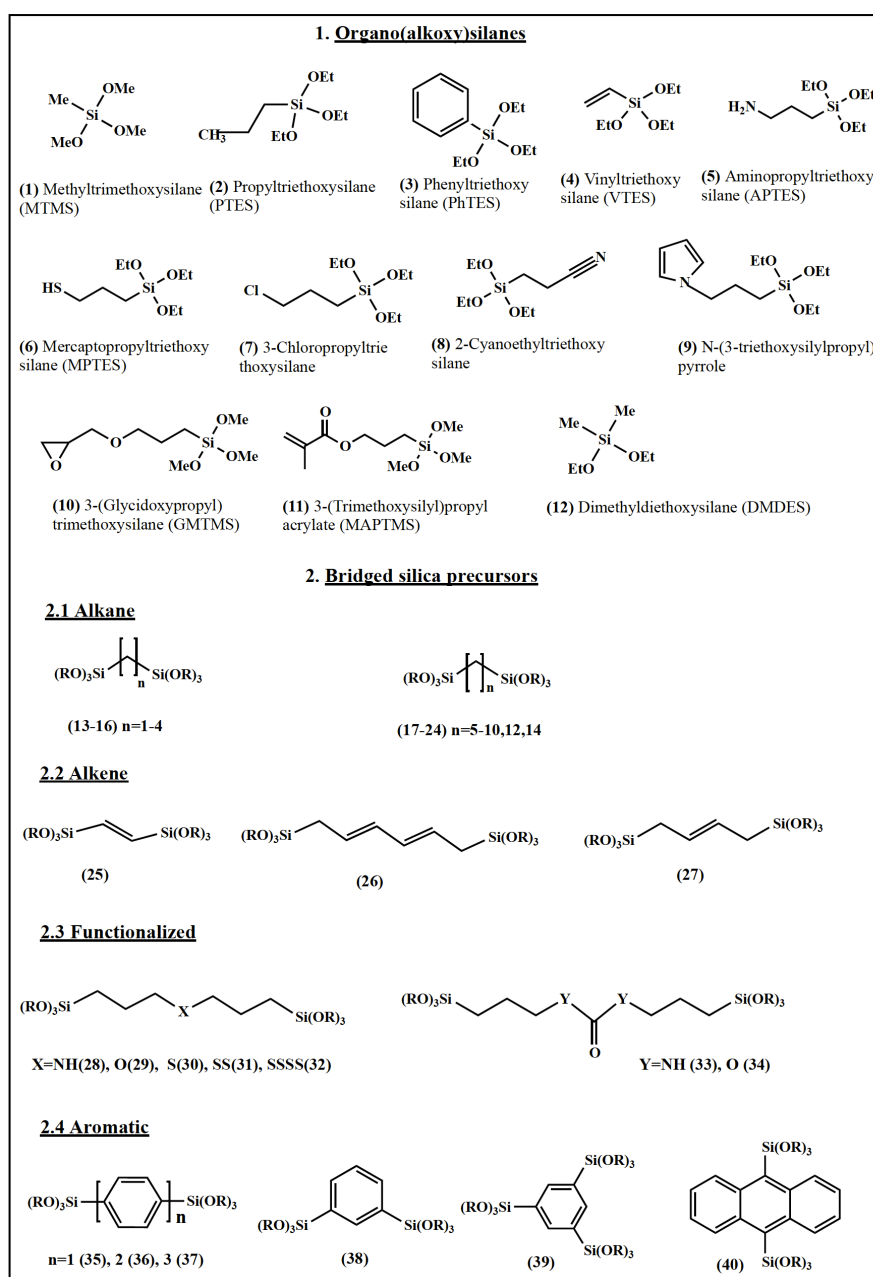 1. Organo(alkoxy)silanes
Me
OMe
Si
MeO
OMe
CH3
OEt
Si
EtO
OEt
OEt
Si
EtO
OEt
OEt
Si
EtO
OEt
H2N
EtO
OEt
Si
OEt
(1) Methyltrimethoxysilane
(MTMS)
(2) Propyltriethoxysilane
(PTES)
(3) Phenyltriethoxy
silane (PhTES)
(4) Vinyltriethoxy
silane (VTES)
(5) Aminopropyltriethoxy
silane (APTES)
HS
EtO
OEt
Si
OEt
Cl
EtO
OEt
Si
OEt
OEt
Si
EtO
OEt
N
N
EtO
OEt
Si
OEt
(6) Mercaptopropyltriethoxy
silane (MPTES)
(7) 3-Chloropropyltrie
thoxysilane
(8) 2-Cyanoethyltriethoxy
silane
(9) N-(3-triethoxysilylpropyl)
pyrrole
O
O
OMe
Si
MeO
OMe
O
O
OMe
Si
MeO
OMe
Me
Me
Si
EtO
OEt
(10) 3-(Glycidoxypropyl)
trimethoxysilane (GMTMS)
(11) 3-(Trimethoxysilyl)propyl
acrylate (MAPTMS)
(12) Dimethyldiethoxysilane (DMDES)
2. Bridged silica precursors
2.1 Alkane
(RO)3Si
n
Si(OR)3
(RO)3Si
n
Si(OR)3
(13-16) n=1-4
(17-24) n=5-10,12,14
2.2 Alkene
(RO)3Si
Si(OR)3
(RO)3Si
Si(OR)3
(RO)3Si
Si(OR)3
(25)
(26)
(27)
2.3 Functionalized
(RO)3Si
X
Si(OR)3
(RO)3Si
Y
Y
O
Si(OR)3
X=NH(28), O(29), S(30), SS(31), SSSS(32)
Y=NH (33), O (34)
2.4 Aromatic
(RO)3Si
n
Si(OR)3
(RO)3Si
Si(OR)3
Si(OR)3
(RO)3Si
Si(OR)3
Si(OR)3
Si(OR)3
n=1 (35), 2 (36), 3 (37)
(38)
(39)
(40)